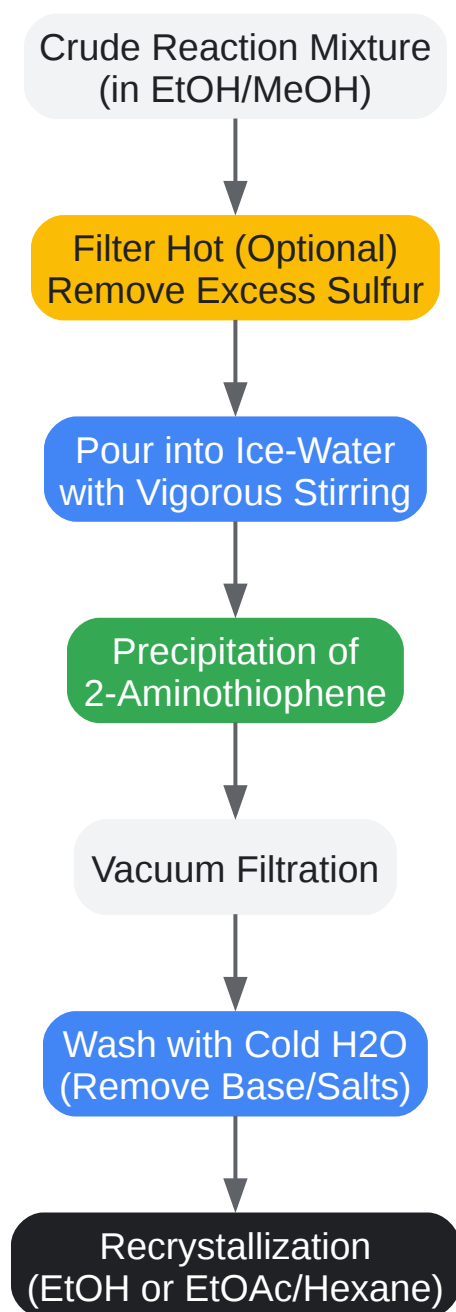 Crude Reaction Mixture
(in EtOH/MeOH)
Filter Hot (Optional)
Remove Excess Sulfur
Pour into Ice-Water
with Vigorous Stirring
Precipitation of
2-Aminothiophene
Vacuum Filtration
Wash with Cold H2O
(Remove Base/Salts)
Recrystallization
(EtOH or EtOAc/Hexane)